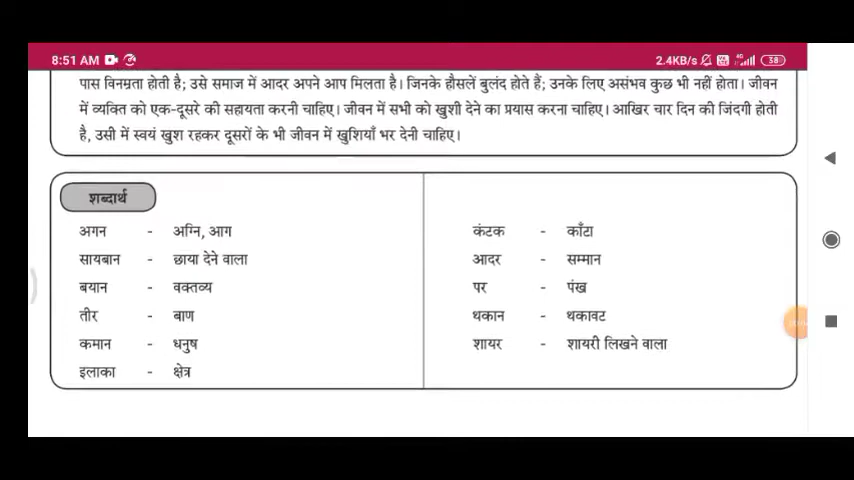 8:51 AM
2.4KB/s 4G 38
पास विनम्रता होती है; उसे समाज में आदर अपने आप मिलता है। जिनके हौसलें बुलंद होते हैं; उनके लिए असंभव कुछ भी नहीं होता। जीवन
में व्यक्ति को एक-दूसरे की सहायता करनी चाहिए। जीवन में सभी को खुशी देने का प्रयास करना चाहिए। आखिर चार दिन की जिंदगी होती
है, उसी में स्वयं खुश रहकर दूसरों के भी जीवन में खुशियाँ भर देनी चाहिए।
शब्दार्थ
अगन - अग्नि, आग
सायबान - छाया देने वाला
बयान - वक्तव्य
तीर - बाण
कमान - धनुष
इलाका - क्षेत्र
कंटक - काँटा
आदर - सम्मान
पर - पंख
थकान - थकावट
शायर - शायरी लिखने वाला